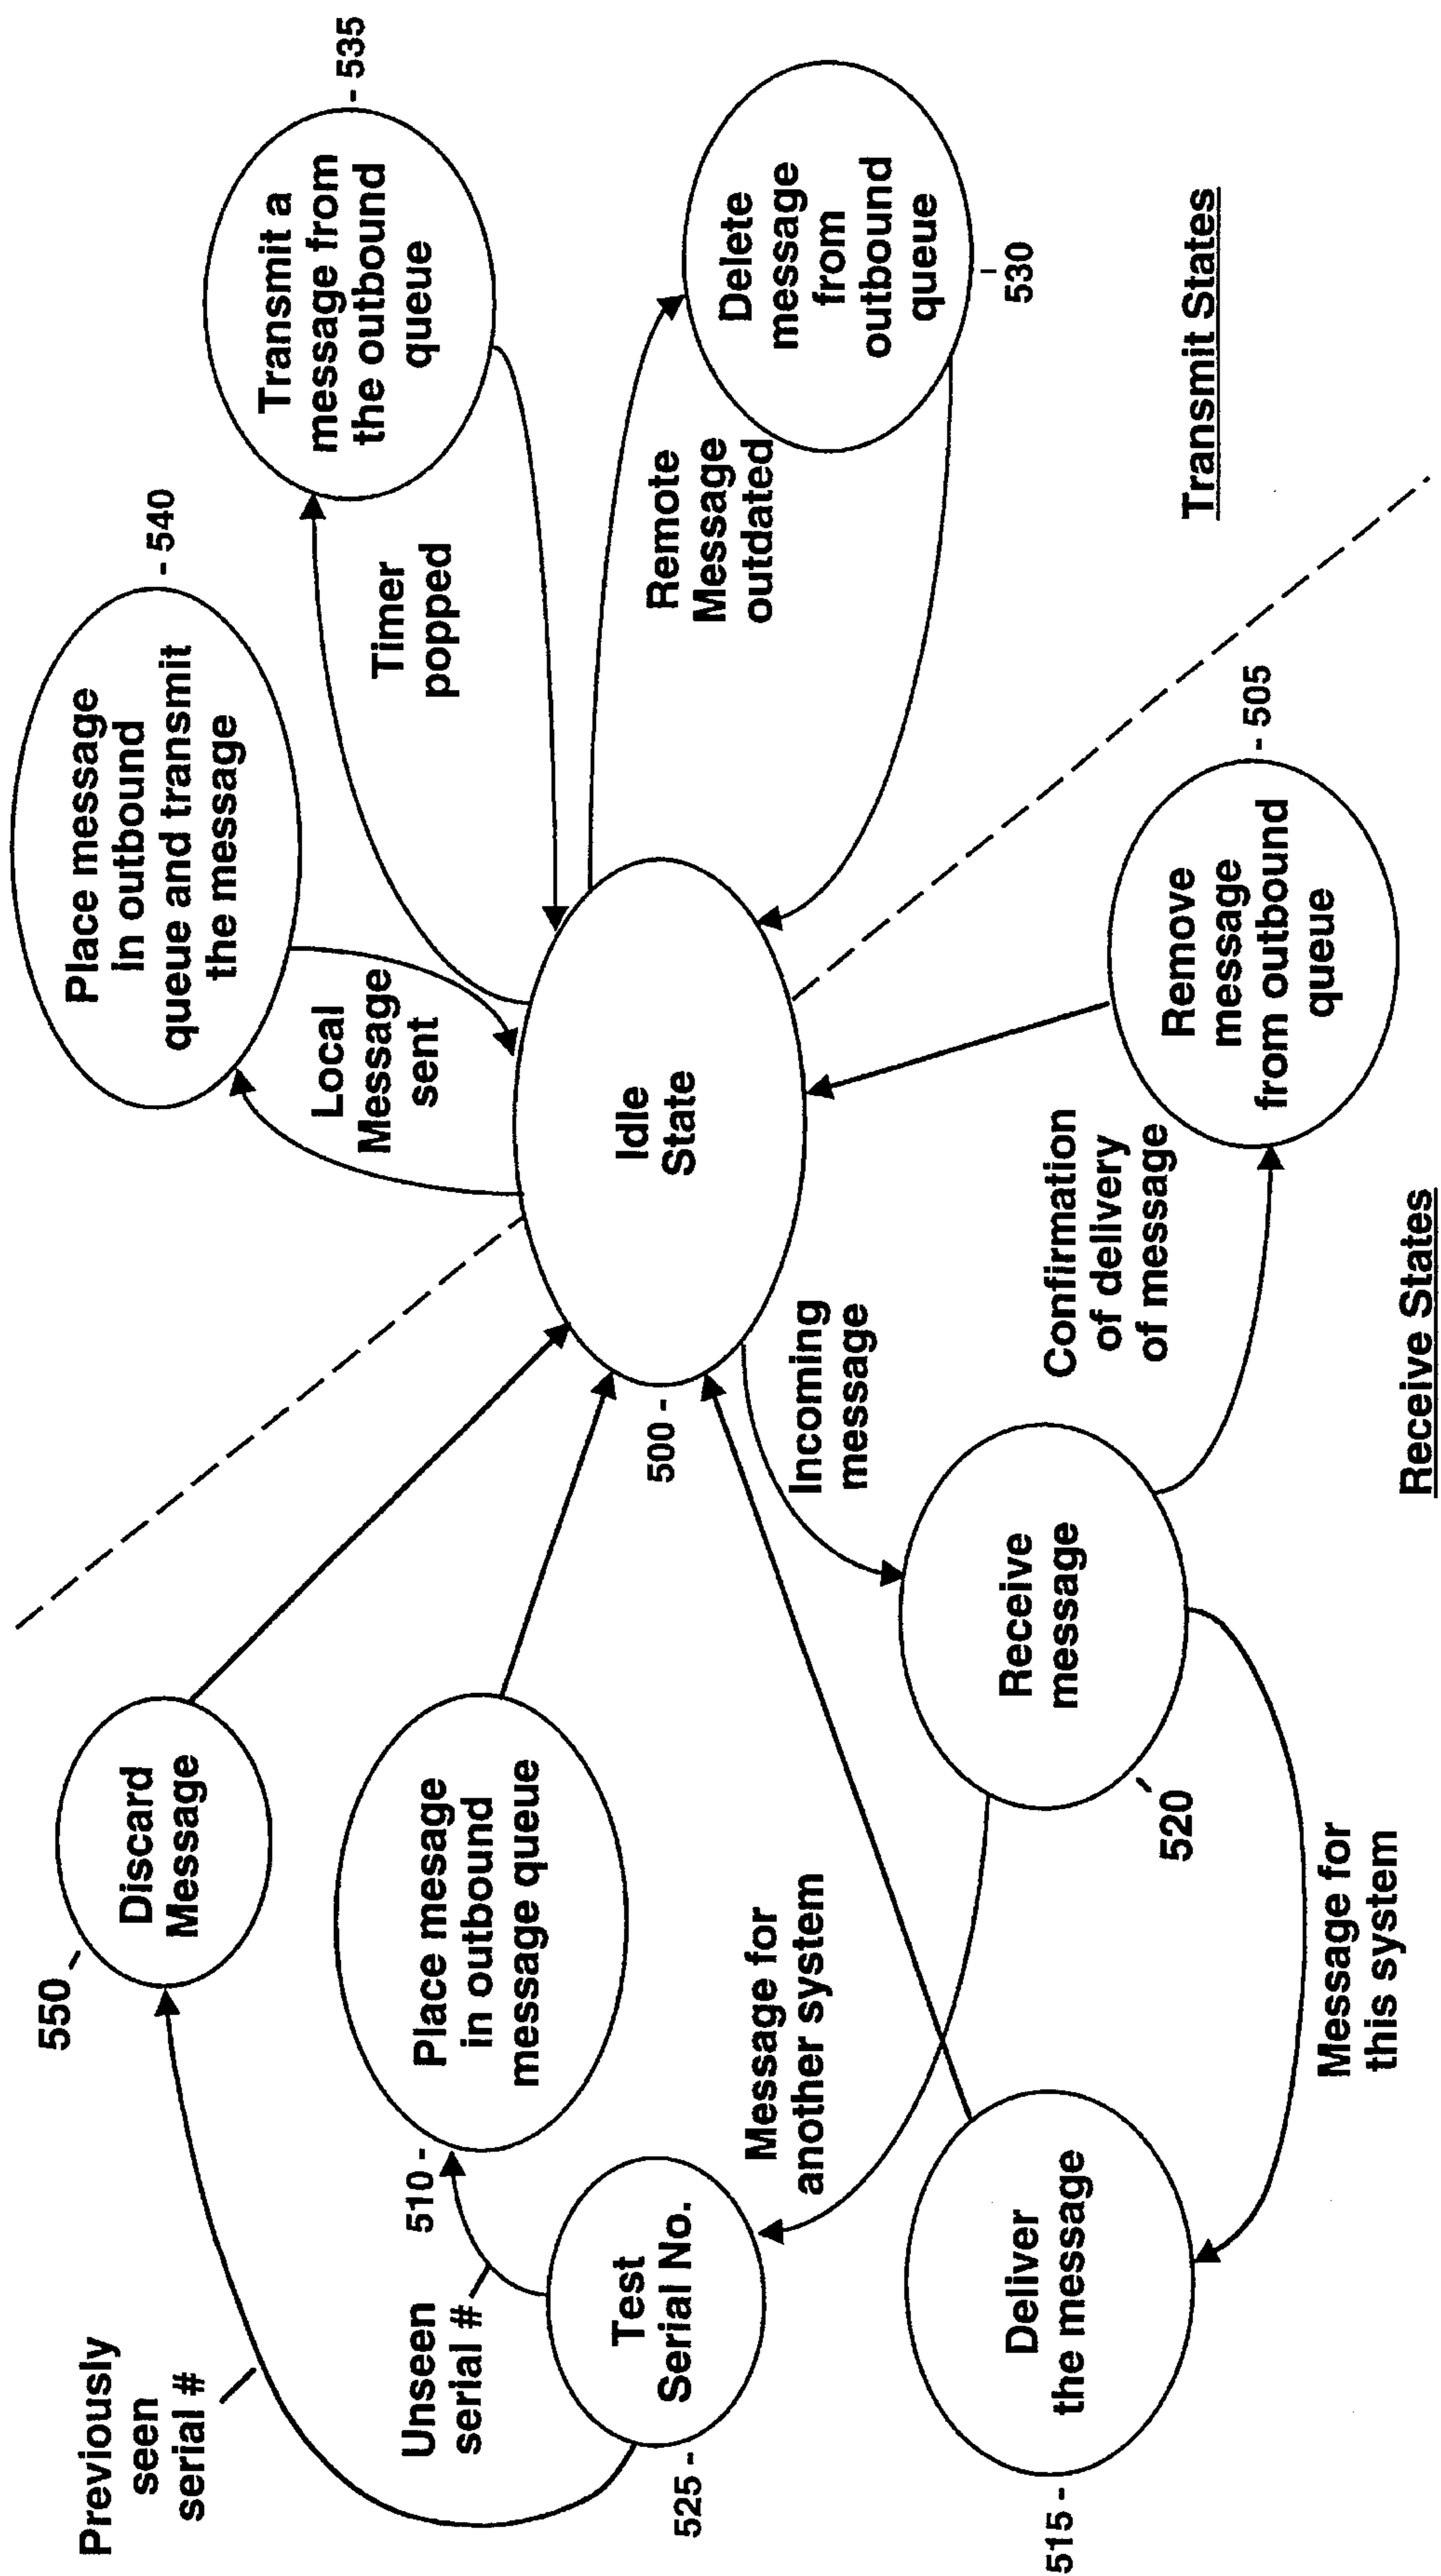 Previously
seen
serial #
550
Discard
Message
Unseen
serial #
510
Place message
in outbound
message queue
525
Test
Serial No.
Message for
another system
515
Deliver
the message
Message for
this system
520
Receive
message
Incoming
message
500
Idle
State
Confirmation
of delivery
of message
Remove
message
from outbound
queue
505
Receive States
Local
Message
sent
Place message
in outbound
queue and transmit
the message
540
Timer
popped
Transmit a
message from
the outbound
queue
535
Remote
Message
outdated
Delete
message
from
outbound
queue
530
Transmit States